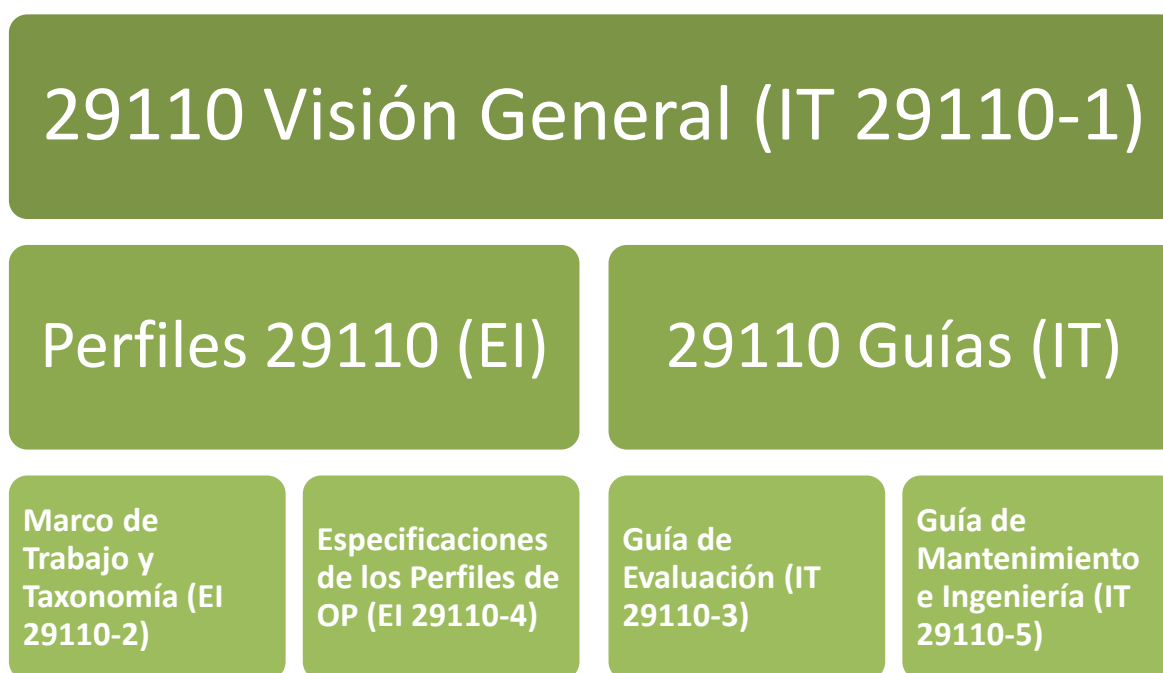 29110 Visión General (IT 29110-1)
Perfiles 29110 (EI)
29110 Guías (IT)
Marco de
Trabajo y
Taxonomía (EI
29110-2)
Especificaciones
de los Perfiles de
OP (EI 29110-4)
Guía de
Evaluación (IT
29110-3)
Guía de
Mantenimiento
e Ingeniería (IT
29110-5)